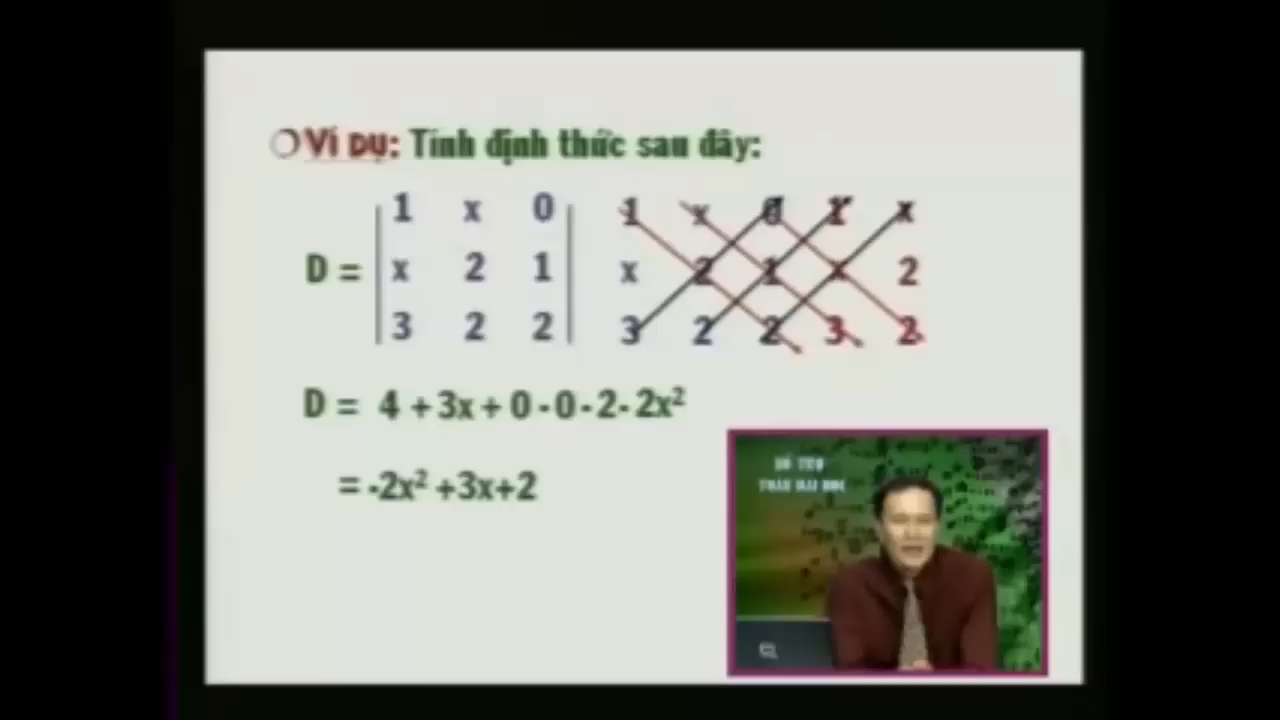 Ví Dụ: Tính định thức sau đây:
1 x 0 1 x 0 1 x
D = x 2 1 x 2 1 x 2
3 2 2 3 2 2 3 2
D = 4 + 3x + 0 - 0 - 2 - 2x²
= -2x² +3x+2